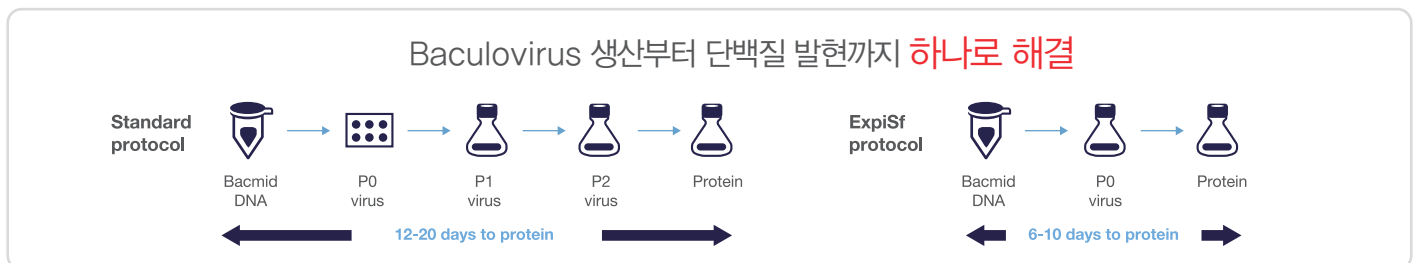 Baculovirus 생산부터 단백질 발현까지 하나로 해결
Standard
protocol
Bacmid
DNA
P0
virus
P1
virus
P2
virus
Protein
12-20 days to protein
ExpiSf
protocol
Bacmid
DNA
P0
virus
Protein
6-10 days to protein